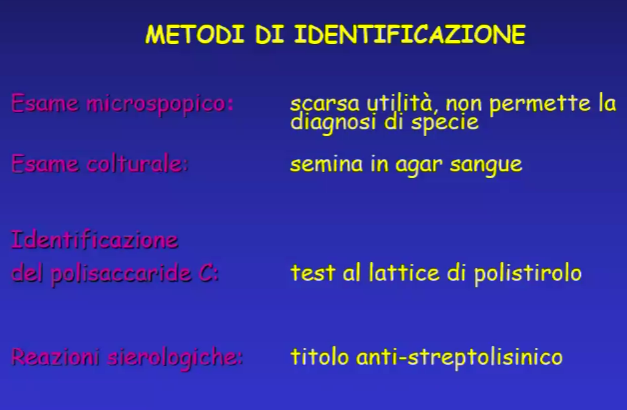 METODI DI IDENTIFICAZIONE
Esame microspopico: scarsa utilità, non permette la
diagnosi di specie
Esame colturale: semina in agar sangue
Identificazione
del polisaccaride C: test al lattice di polistirolo
Reazioni sierologiche: titolo anti-streptolisinico